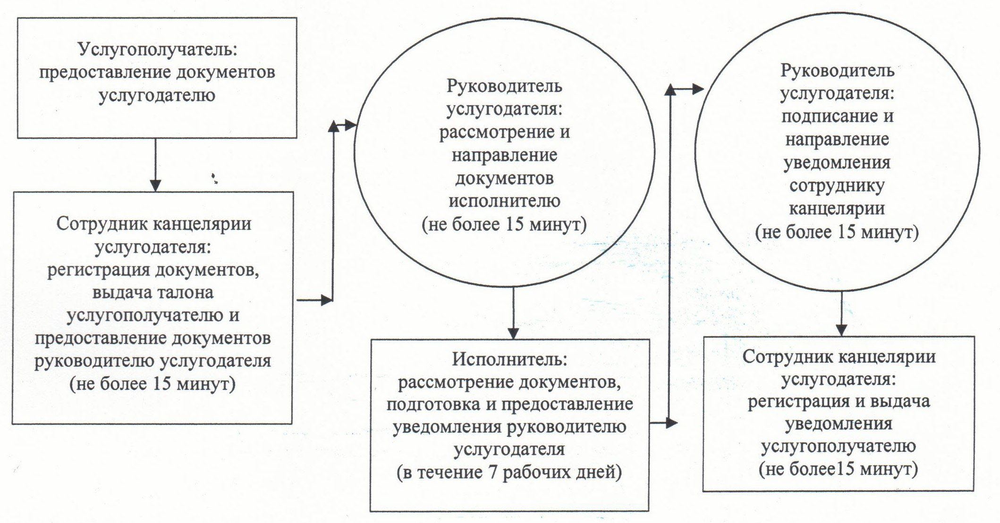 Услугополучатель:
предоставление документов
услугодателю
Сотрудник канцелярии
услугодателя:
регистрация документов,
выдача талона
услугополучателю и
предоставление документов
руководителю услугодателя
(не более 15 минут)
Руководитель
услугодателя:
рассмотрение и
направление
документов
исполнителю
(не более 15 минут)
Исполнитель:
рассмотрение документов,
подготовка и предоставление
уведомления руководителю
услугодателя
(в течение 7 рабочих дней)
Руководитель
услугодателя:
подписание и
направление
уведомления
сотруднику
канцелярии
(не более 15 минут)
Сотрудник канцелярии
услугодателя:
регистрация и выдача
уведомления
услугополучателю
(не более15 минут)